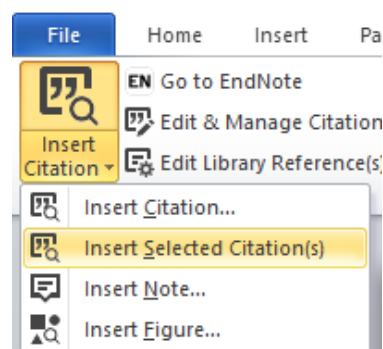 File Home Insert Pa
EN Go to EndNote
Edit & Manage Citation
Insert
Citation
Edit Library Reference(s)
Insert Citation...
Insert Selected Citation(s)
Insert Note...
Insert Figure...